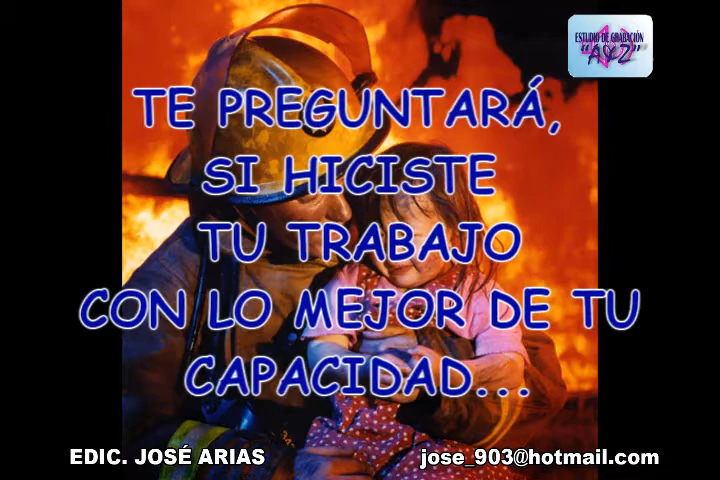 ESTUDIO DE GRABACIÓN
"AYZ"
TE PREGUNTARÁ,
SI HICISTE
TU TRABAJO
CON LO MEJOR DE TU
CAPACIDAD...
EDIC. JOSÉ ARIAS jose_903@hotmail.com